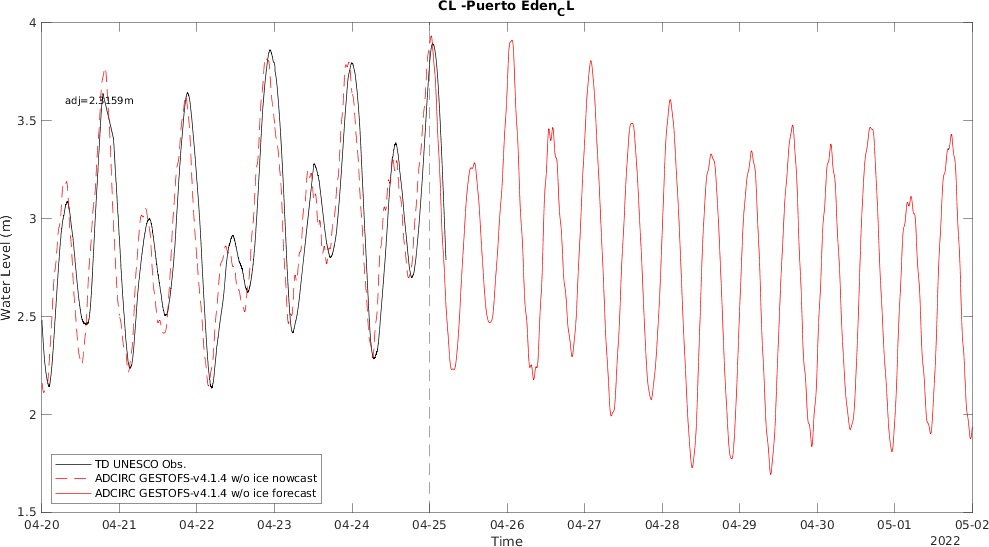 CL -Puerto Eden_CL
4
3.5
3
2.5
2
1.5
Water Level (m)
adj=2.5159m
TD UNESCO Obs.
ADCIRC GESTOFS-v4.1.4 w/o ice nowcast
ADCIRC GESTOFS-v4.1.4 w/o ice forecast
04-20 04-21 04-22 04-23 04-24 04-25 04-26 04-27 04-28 04-29 04-30 05-01 05-02
Time
2022